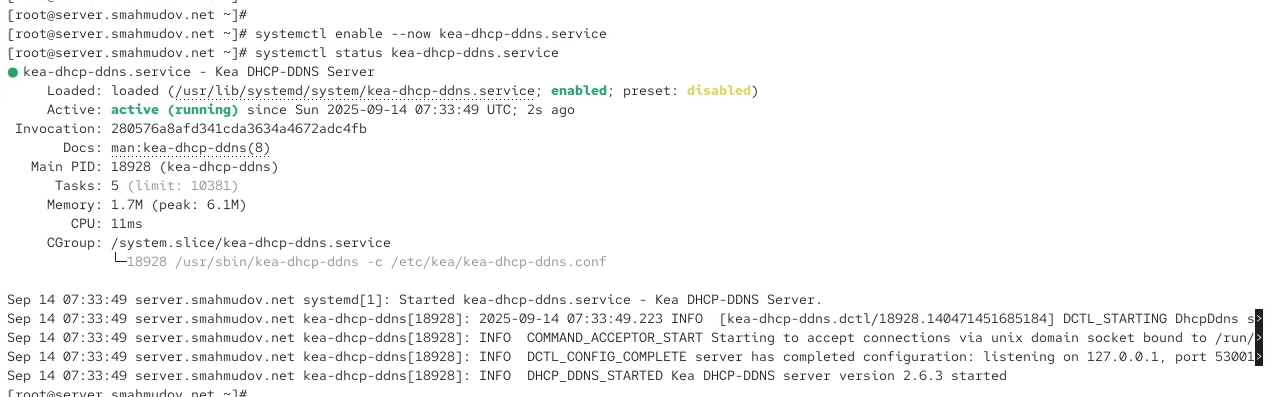 [root@server.smahmudov.net ~]#
[root@server.smahmudov.net ~]# systemctl enable --now kea-dhcp-ddns.service
[root@server.smahmudov.net ~]# systemctl status kea-dhcp-ddns.service
● kea-dhcp-ddns.service - Kea DHCP-DDNS Server
     Loaded: loaded (/usr/lib/systemd/system/kea-dhcp-ddns.service; enabled; preset: disabled)
     Active: active (running) since Sun 2025-09-14 07:33:49 UTC; 2s ago
 Invocation: 280576a8afd341cda3634a4672adc4fb
       Docs: man:kea-dhcp-ddns(8)
   Main PID: 18928 (kea-dhcp-ddns)
      Tasks: 5 (limit: 10381)
     Memory: 1.7M (peak: 6.1M)
        CPU: 11ms
     CGroup: /system.slice/kea-dhcp-ddns.service
             └─18928 /usr/sbin/kea-dhcp-ddns -c /etc/kea/kea-dhcp-ddns.conf
Sep 14 07:33:49 server.smahmudov.net systemd[1]: Started kea-dhcp-ddns.service - Kea DHCP-DDNS Server.
Sep 14 07:33:49 server.smahmudov.net kea-dhcp-ddns[18928]: 2025-09-14 07:33:49.223 INFO  [kea-dhcp-ddns.dctl/18928.140471451685184] DCTL_STARTING DhcpDdns s>
Sep 14 07:33:49 server.smahmudov.net kea-dhcp-ddns[18928]: INFO  COMMAND_ACCEPTOR_START Starting to accept connections via unix domain socket bound to /run/>
Sep 14 07:33:49 server.smahmudov.net kea-dhcp-ddns[18928]: INFO  DCTL_CONFIG_COMPLETE server has completed configuration: listening on 127.0.0.1, port 53001>
Sep 14 07:33:49 server.smahmudov.net kea-dhcp-ddns[18928]: INFO  DHCP_DDNS_STARTED Kea DHCP-DDNS server version 2.6.3 started
[root@server.smahmudov.net ~]#